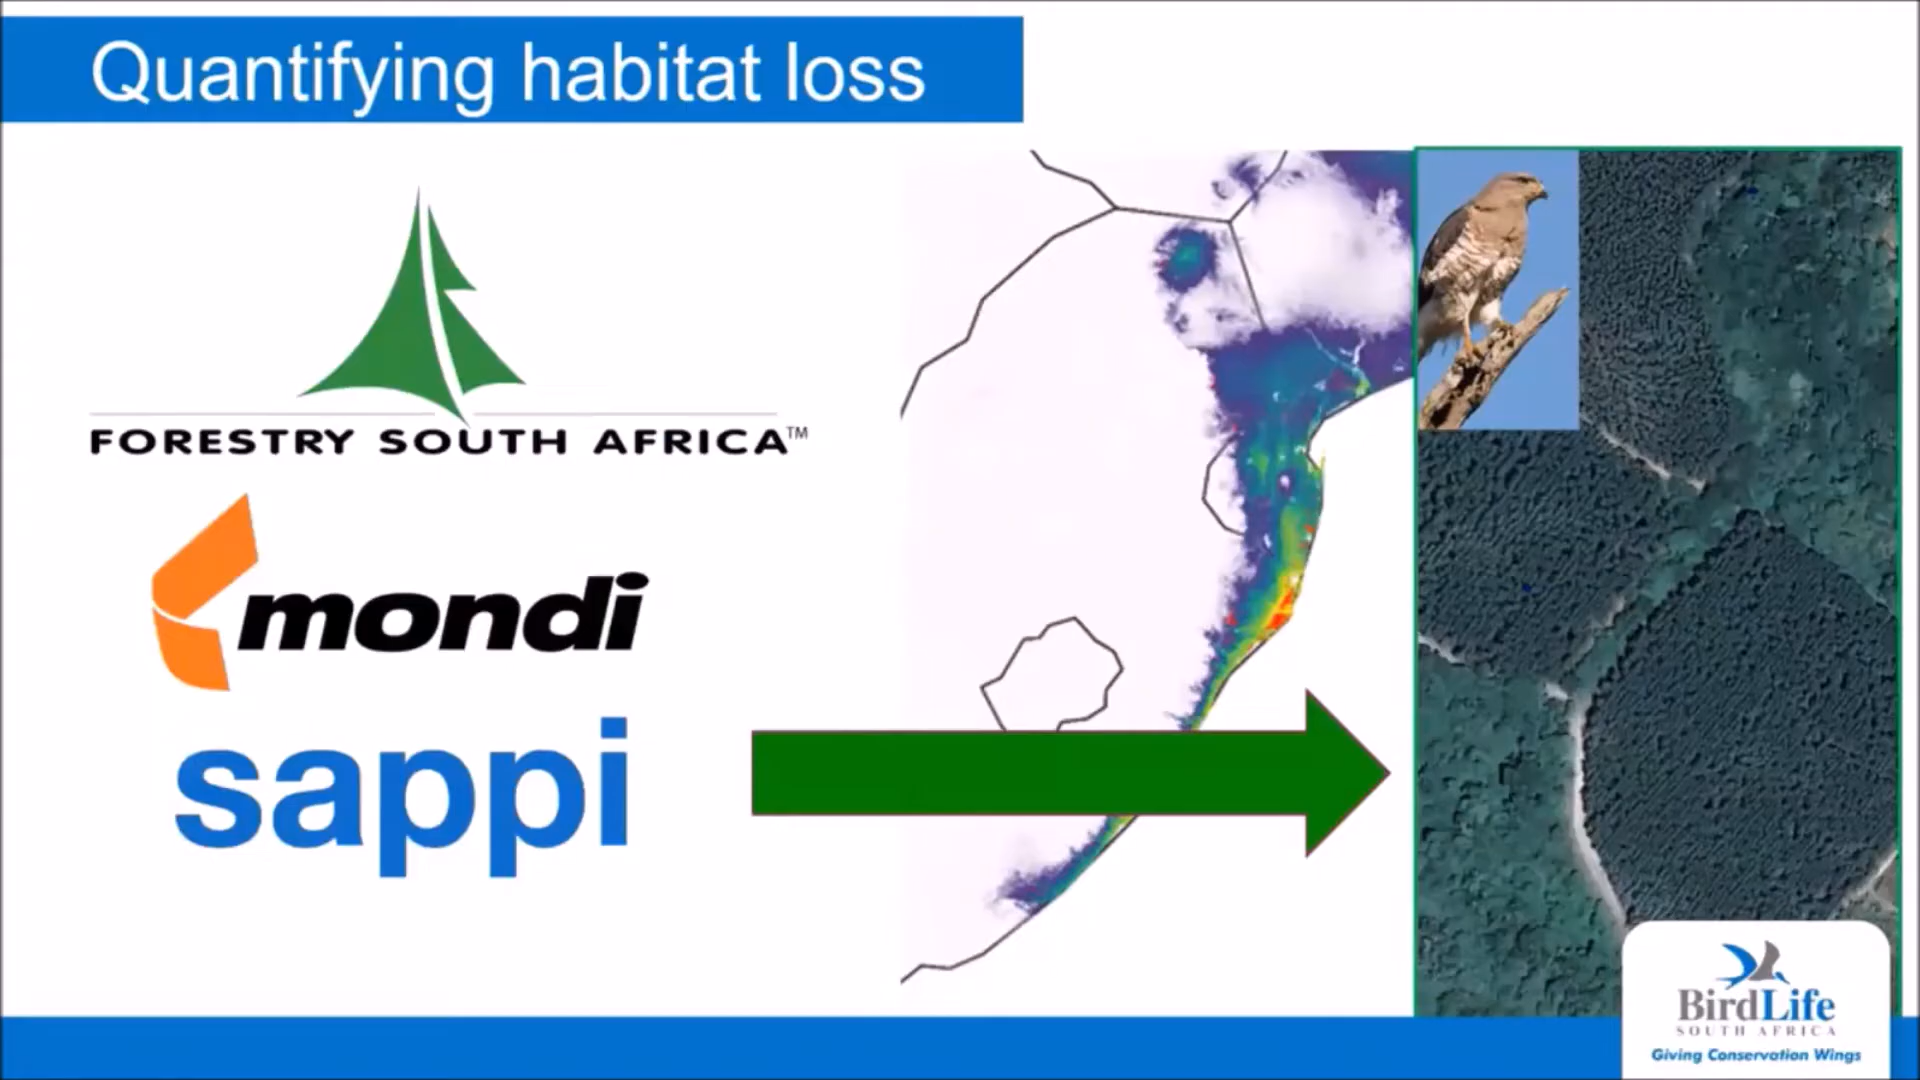 Quantifying habitat loss
FORESTRY SOUTH AFRICA™
mondi
sappi
BirdLife
SOUTH AFRICA
Giving Conservation Wings